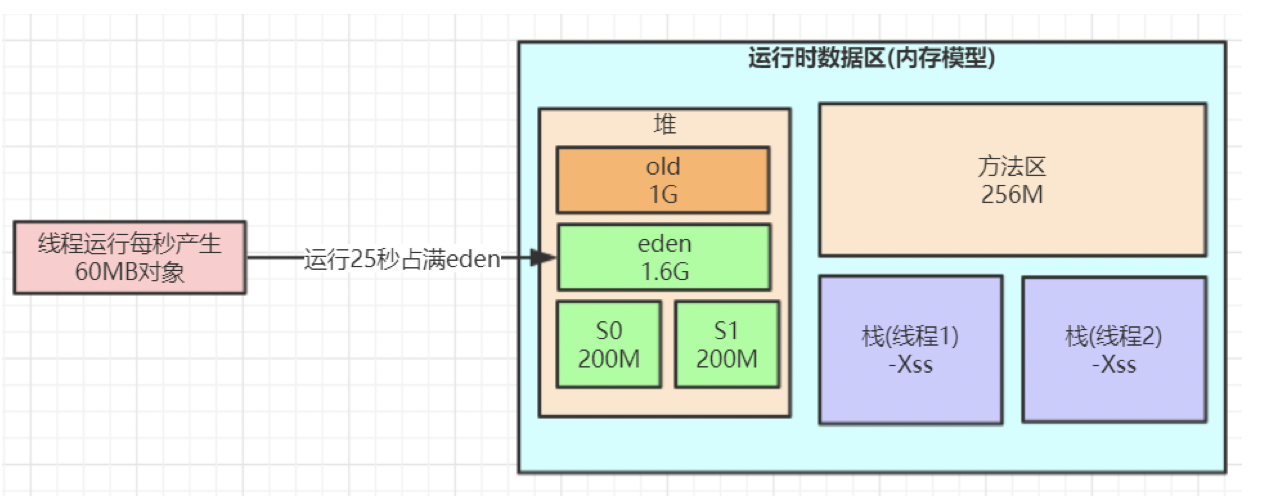 运行时数据区(内存模型)
堆
old
1G
方法区
256M
线程运行每秒产生
60MB对象
运行25秒占满eden
eden
1.6G
S0
200M
S1
200M
栈(线程1)
-Xss
栈(线程2)
-Xss